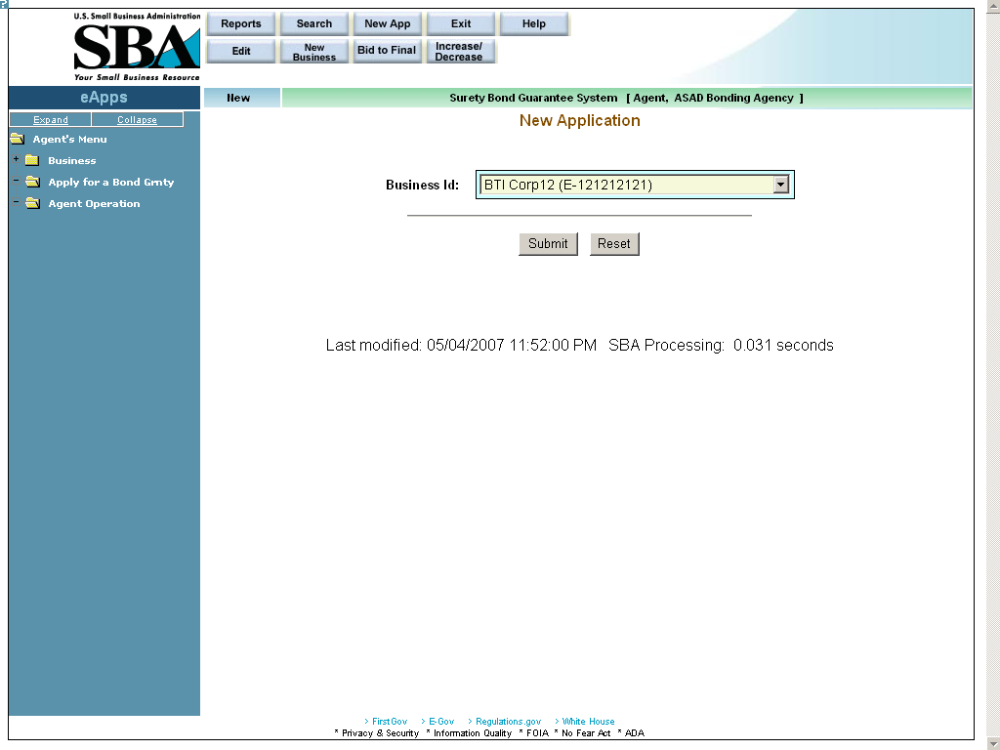 U.S. Small Business Administration
SBA
Your Small Business Resource
Reports Search New App Exit Help
Edit New Business Bid to Final Increase/ Decrease
eApps
New Surety Bond Guarantee System [ Agent, ASAD Bonding Agency ]
Expand Collapse
New Application
Agent's Menu
Business
Apply for a Bond Grnty
Agent Operation
Business Id: BTI Corp12 (E-121212121)
Submit Reset
Last modified: 05/04/2007 11:52:00 PM SBA Processing: 0.031 seconds
> FirstGov > E-Gov > Regulations.gov > White House
* Privacy & Security * Information Quality * FOIA * No Fear Act * ADA